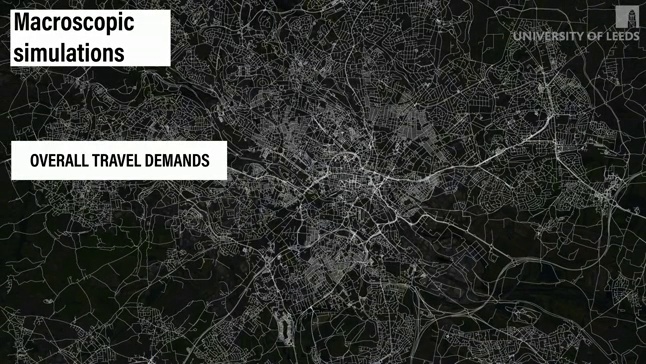 Macroscopic
simulations
UNIVERSITY OF LEEDS
OVERALL TRAVEL DEMANDS